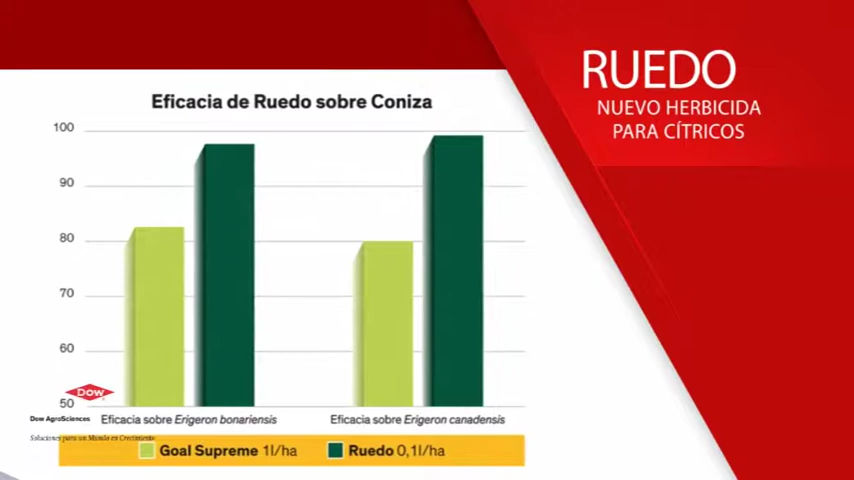 RUEDO
NUEVO HERBICIDA
PARA CÍTRICOS
Eficacia de Ruedo sobre Coniza
100
90
80
70
60
50
Eficacia sobre Erigeron bonariensis
Eficacia sobre Erigeron canadensis
Goal Supreme 1l/ha
Ruedo 0,1l/ha
DOW
Dow AgroSciences
Soluciones para un Mundo en Crecimiento